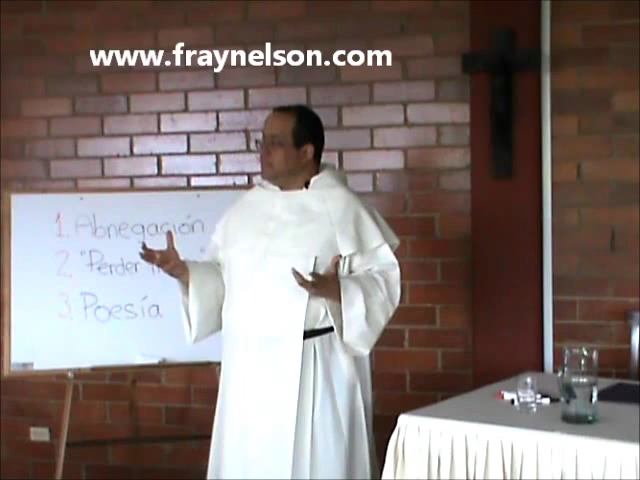 www.fraynelson.com
1. Abnegación
2. "Perder
3. Poesía